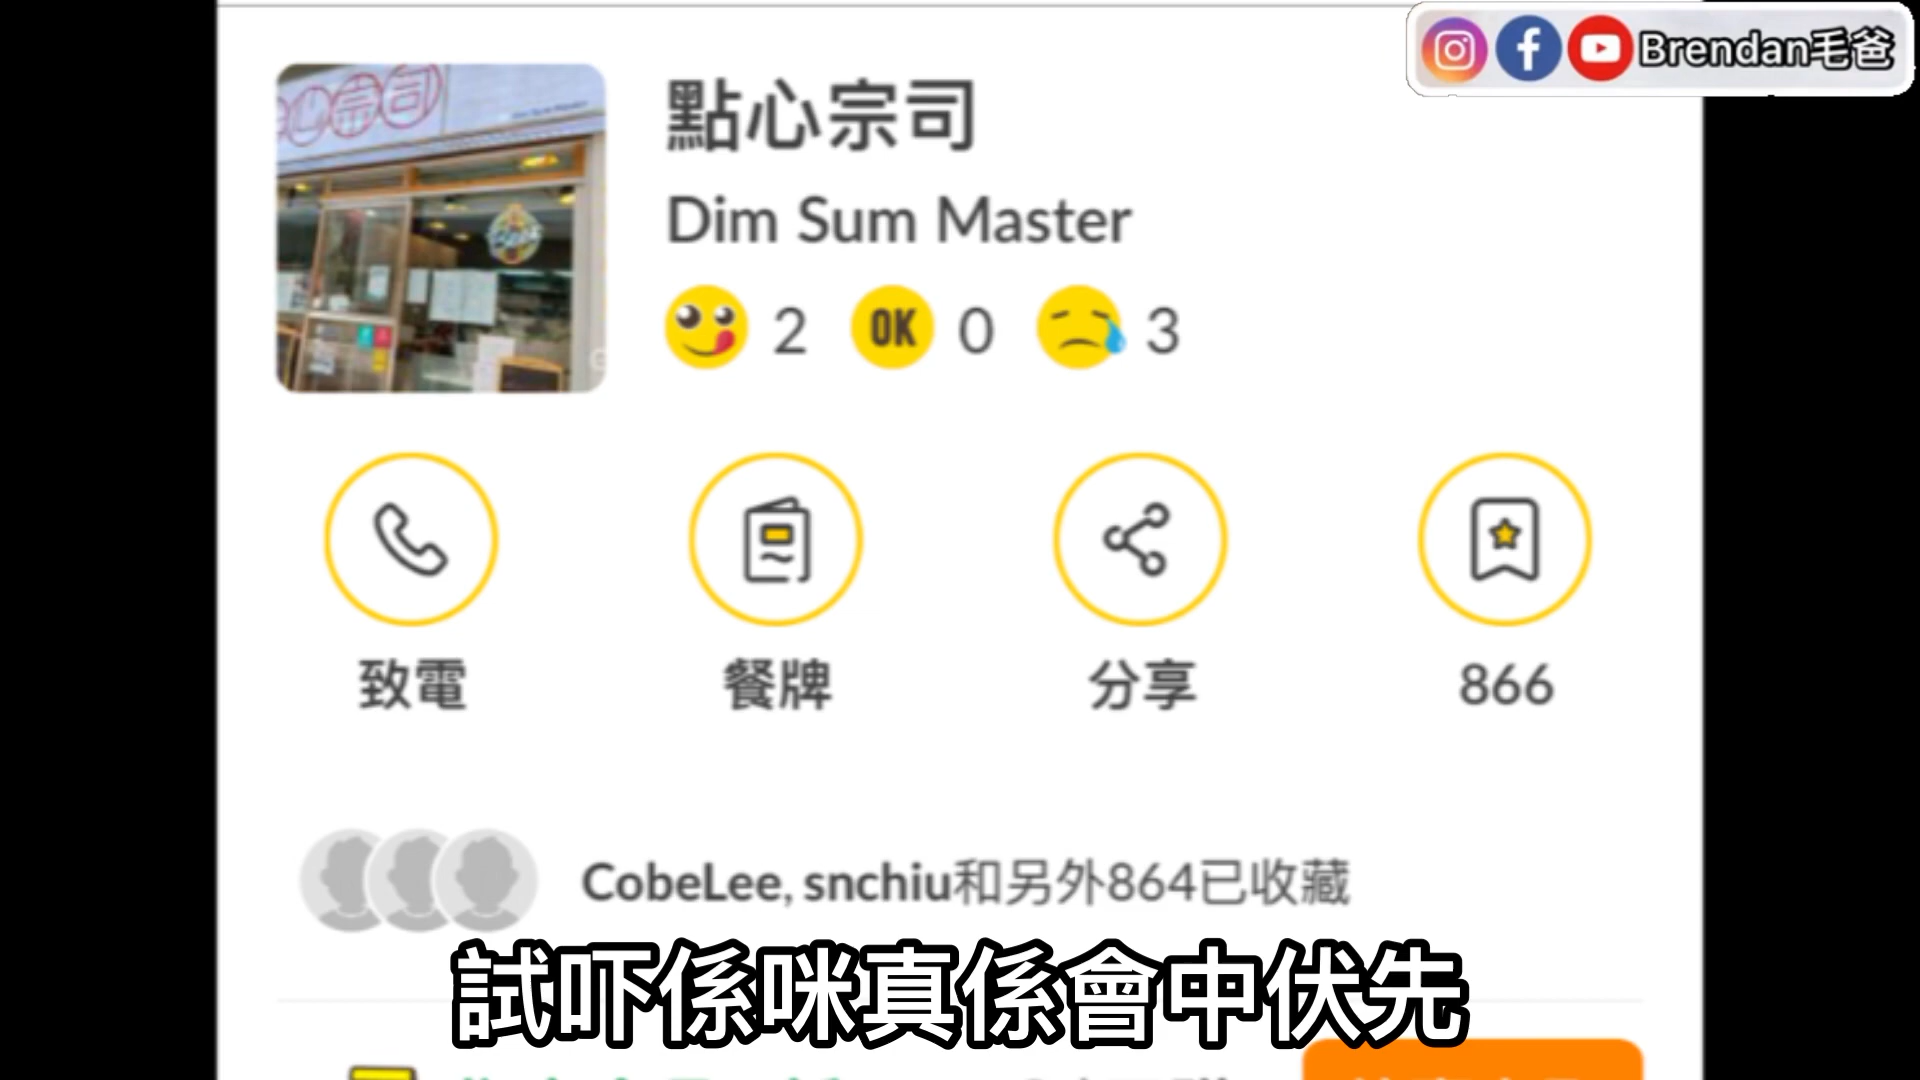 Brendan毛爸
點心宗司
Dim Sum Master
2 OK 0 3
致電 餐牌 分享 866
CobeLee, snchiu和另外864已收藏
試吓係咪真係會中伏先